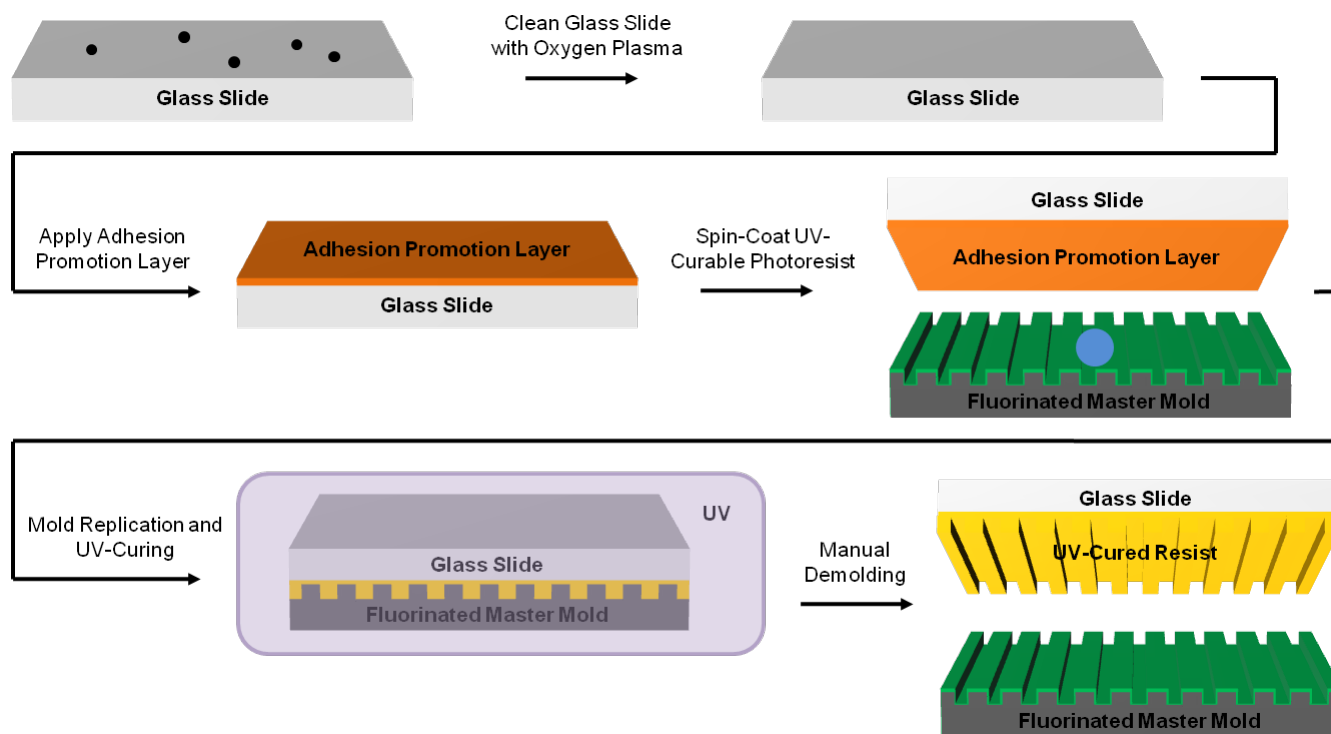 Clean Glass Slide
with Oxygen Plasma
Glass Slide
Glass Slide
Apply Adhesion
Promotion Layer
Adhesion Promotion Layer
Glass Slide
Spin-Coat UV-
Curable Photoresist
Glass Slide
Adhesion Promotion Layer
Fluorinated Master Mold
Mold Replication and
UV-Curing
UV
Glass Slide
Fluorinated Master Mold
Manual
Demolding
Glass Slide
UV-Cured Resist
Fluorinated Master Mold